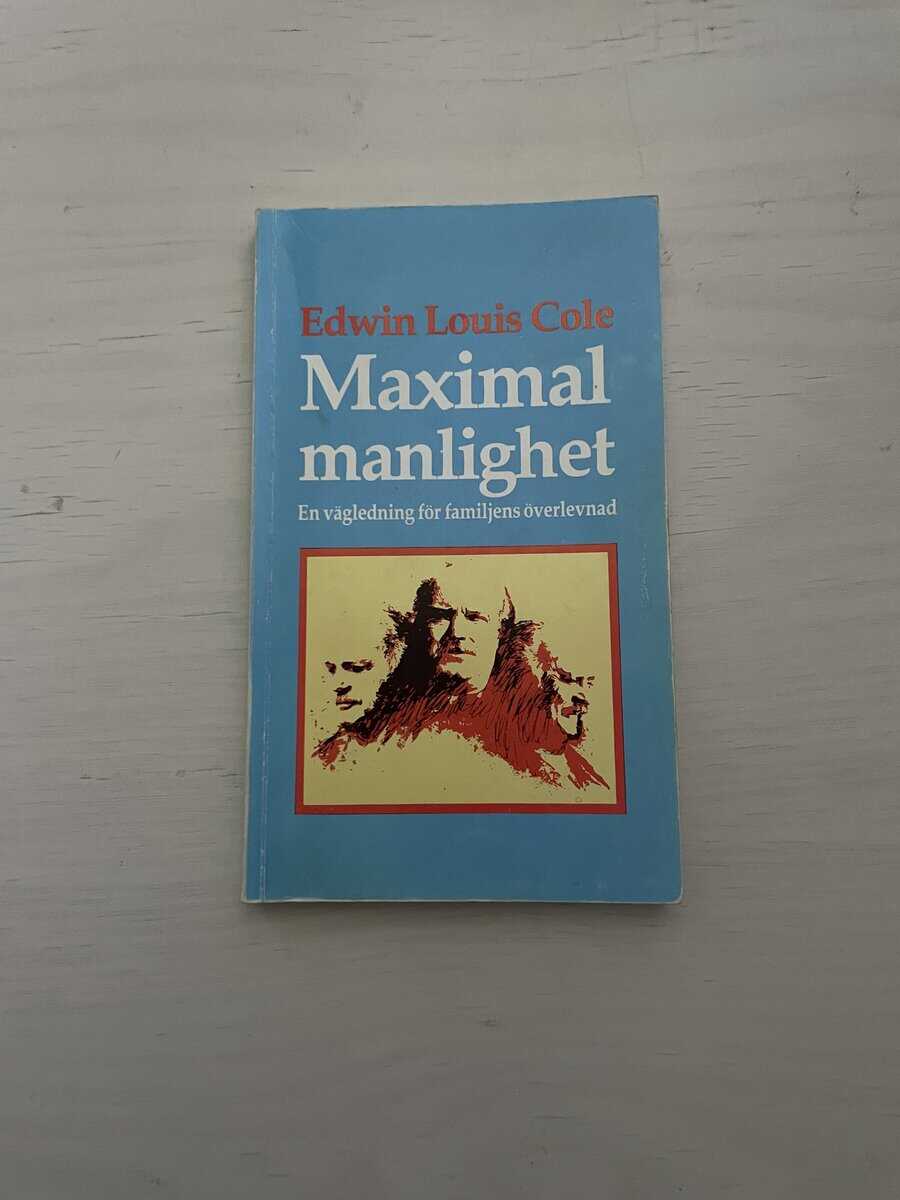 Edwin Louis Cole
Maximal
manlighet
En vägledning för familjens överlevnad